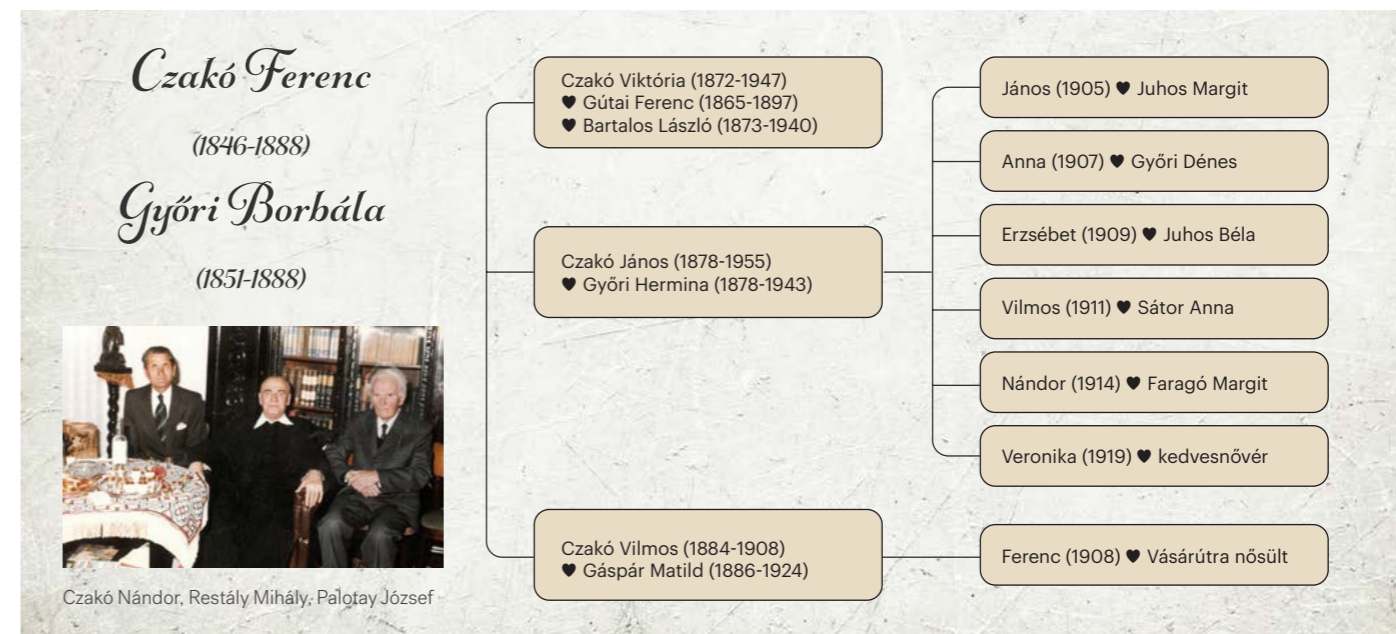 Czakó Ferenc
(1846-1888)
Győri Borbála
(1851-1888)
Czakó Nándor, Restály Mihály, Palotay József
Czakó Viktória (1872-1947)
♥ Gútai Ferenc (1865-1897)
♥ Bartalos László (1873-1940)
Czakó János (1878-1955)
♥ Győri Hermina (1878-1943)
Czakó Vilmos (1884-1908)
♥ Gáspár Matild (1886-1924)
János (1905) ♥ Juhos Margit
Anna (1907) ♥ Győri Dénes
Erzsébet (1909) ♥ Juhos Béla
Vilmos (1911) ♥ Sátor Anna
Nándor (1914) ♥ Faragó Margit
Veronika (1919) ♥ kedvesnővér
Ferenc (1908) ♥ Vásárútra nősült